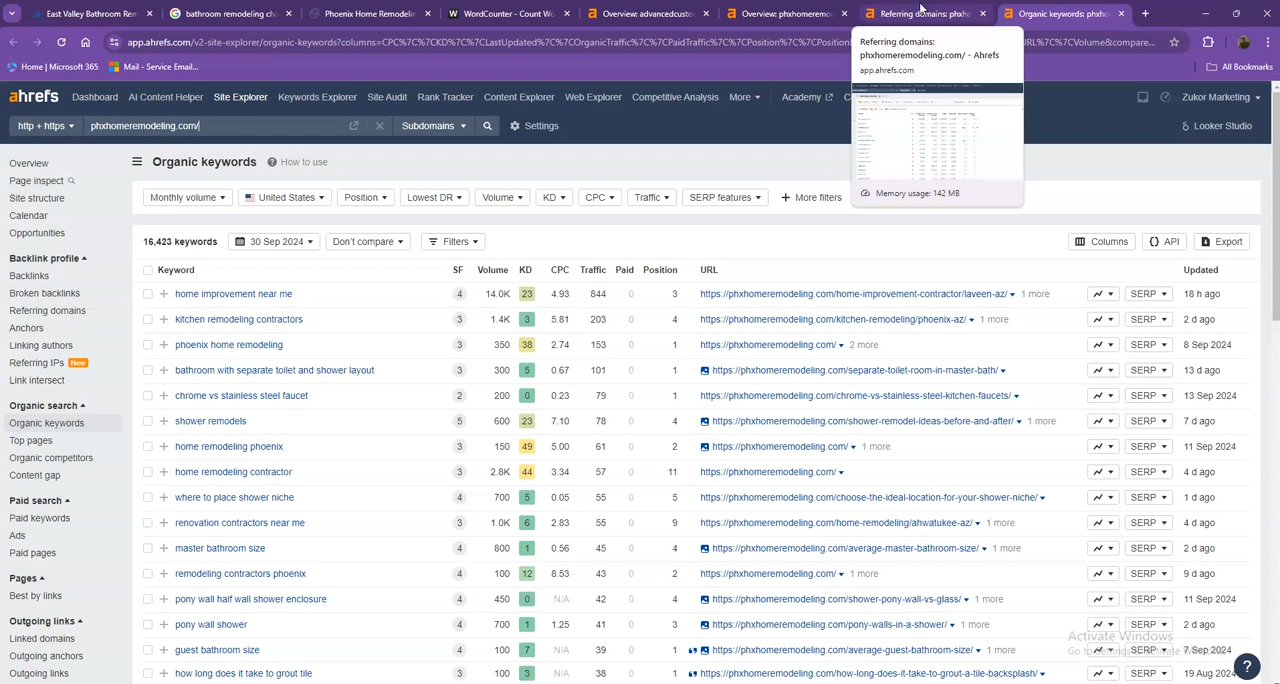 East Valley Bathroom Rem
bathroom remodeling cha
Phoenix Home Remodelin
WordCounter - Count Wo
Overview: advancedcusto
Overview: phxhomeremod
Referring domains: phxho
Organic keywords: phxho
app.ahrefs.com/v2-site-explorer/organic-keywords?columns=CPC%7C%7CKD%7C%7CLastUpdated%7C%7COrganicTraffic%7C%7CPaidTraffic%7C%7CPosition%7C%7CPosition
RL%7C%7CVolume&compare...
Home | Microsoft 365
Mail - Service Emai...
All Bookmarks
Referring domains:
phxhomeremodeling.com/ - Ahrefs
app.ahrefs.com
Memory usage: 142 MB
ahrefs
Dashboard
Site Audit
Rank Tra
Content Explorer
Web Exp
Competitive Analysis
More
Academy
Zukor Marketing
http + https
phxhomeremodeling.co
Subdomains
Settings
Looker Studio
Organic keywords
How to use
Overview
Page inspect
Site structure
Calendar
Opportunities
Backlink profile
Backlinks
Broken backlinks
Referring domains
Anchors
Linking authors
Referring IPs New
Link intersect
Organic search
Organic keywords
Top pages
Organic competitors
Content gap
Paid search
Paid keywords
Ads
Paid pages
Pages
Best by links
Outgoing links
Linked domains
Outgoing anchors
Outgoing links
United States
Position
Lowest DR
KD
CPC
Traffic
SERP features
More filters
16,423 keywords
30 Sep 2024
Don't compare
Filters
Columns
API
Export
Keyword SF Volume KD CPC Traffic Paid Position URL Updated
home improvement near me 4 14.0K 23 4.93 844 0 3 https://phxhomeremodeling.com/home-improvement-contractor/laveen-az/ 1 more SERP 18 h ago
kitchen remodeling contractors 3 1.4K 3 5.81 203 0 4 https://phxhomeremodeling.com/kitchen-remodeling/phoenix-az/ 1 more SERP 2 d ago
phoenix home remodeling 3 350 38 2.74 153 0 1 https://phxhomeremodeling.com/ 2 more SERP 8 Sep 2024
bathroom with separate toilet and shower layout 3 300 5 0.67 101 0 1 https://phxhomeremodeling.com/separate-toilet-room-in-master-bath/ SERP 13 d ago
chrome vs stainless steel faucet 2 200 0 0.23 79 0 1 https://phxhomeremodeling.com/chrome-vs-stainless-steel-kitchen-faucets/ SERP 13 Sep 2024
shower remodels 5 600 23 7.10 78 0 4 https://phxhomeremodeling.com/shower-remodel-ideas-before-and-after/ 1 more SERP 7 d ago
home remodeling phoenix 3 150 49 5.00 61 0 2 https://phxhomeremodeling.com/ 1 more SERP 11 Sep 2024
home remodeling contractor 3 2.8K 44 3.34 57 0 11 https://phxhomeremodeling.com/ SERP 4 d ago
where to place shower niche 4 700 5 0.05 55 0 5 https://phxhomeremodeling.com/choose-the-ideal-location-for-your-shower-niche/ SERP 1 d ago
renovation contractors near me 3 1.0K 6 2.83 55 0 9 https://phxhomeremodeling.com/home-remodeling/ahwatukee-az/ 1 more SERP 4 d ago
master bathroom size 4 800 1 0.56 45 0 4 https://phxhomeremodeling.com/average-master-bathroom-size/ 1 more SERP 2 d ago
remodeling contractors phoenix 4 100 12 8.53 43 0 2 https://phxhomeremodeling.com/ 1 more SERP 9 d ago
pony wall half wall shower enclosure 4 450 0 N/A 42 0 4 https://phxhomeremodeling.com/shower-pony-wall-vs-glass/ 1 more SERP 11 Sep 2024
pony wall shower 4 700 1 1.25 41 0 3 https://phxhomeremodeling.com/pony-walls-in-a-shower/ 1 more SERP 2 d ago
guest bathroom size 4 100 7 N/A 39 0 1 https://phxhomeremodeling.com/average-guest-bathroom-size/ 1 more SERP 7 Sep 2024
how long does it take to grout tile 3 100 3 N/A 38 0 1 https://phxhomeremodeling.com/how-long-does-it-take-to-grout-a-tile-backsplash/ SERP 19 Aug 202
Activate Windows